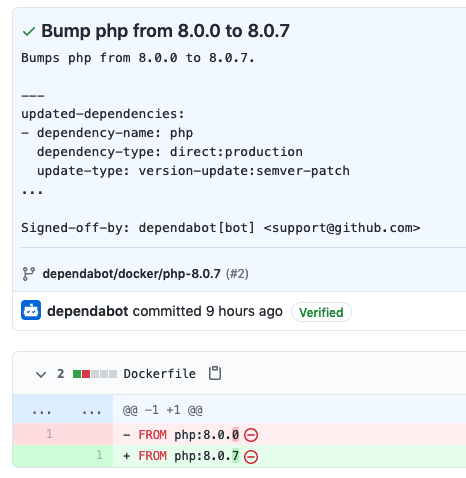 Bump php from 8.0.0 to 8.0.7
Bumps php from 8.0.0 to 8.0.7.
---
updated-dependencies:
- dependency-name: php
  dependency-type: direct:production
  update-type: version-update:semver-patch
...
Signed-off-by: dependabot[bot] <support@github.com>
dependabot/docker/php-8.0.7 (#2)
dependabot committed 9 hours ago Verified
2 Dockerfile
... ... @@ -1 +1 @@
1 - FROM php:8.0.0
1 + FROM php:8.0.7